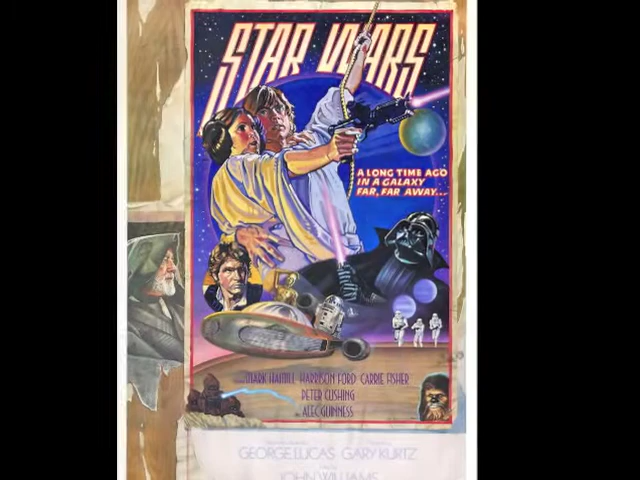 STAR WARS
A LONG TIME AGO
IN A GALAXY
FAR, FAR AWAY...
MARK HAMILL HARRISON FORD CARRIE FISHER
PETER CUSHING
ALEC GUINNESS
GEORGE LUCAS GARY KURTZ
JOHN WILLIAMS